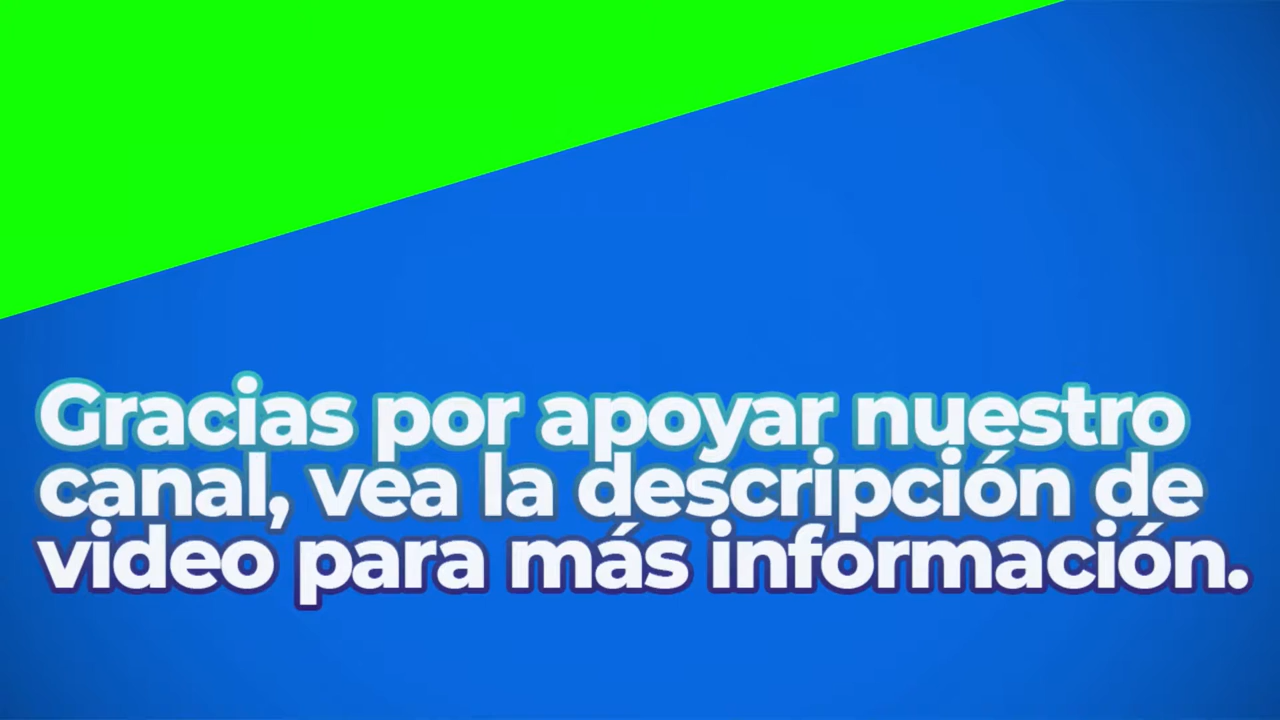 Gracias por apoyar nuestro
canal, vea la descripción de
video para más información.